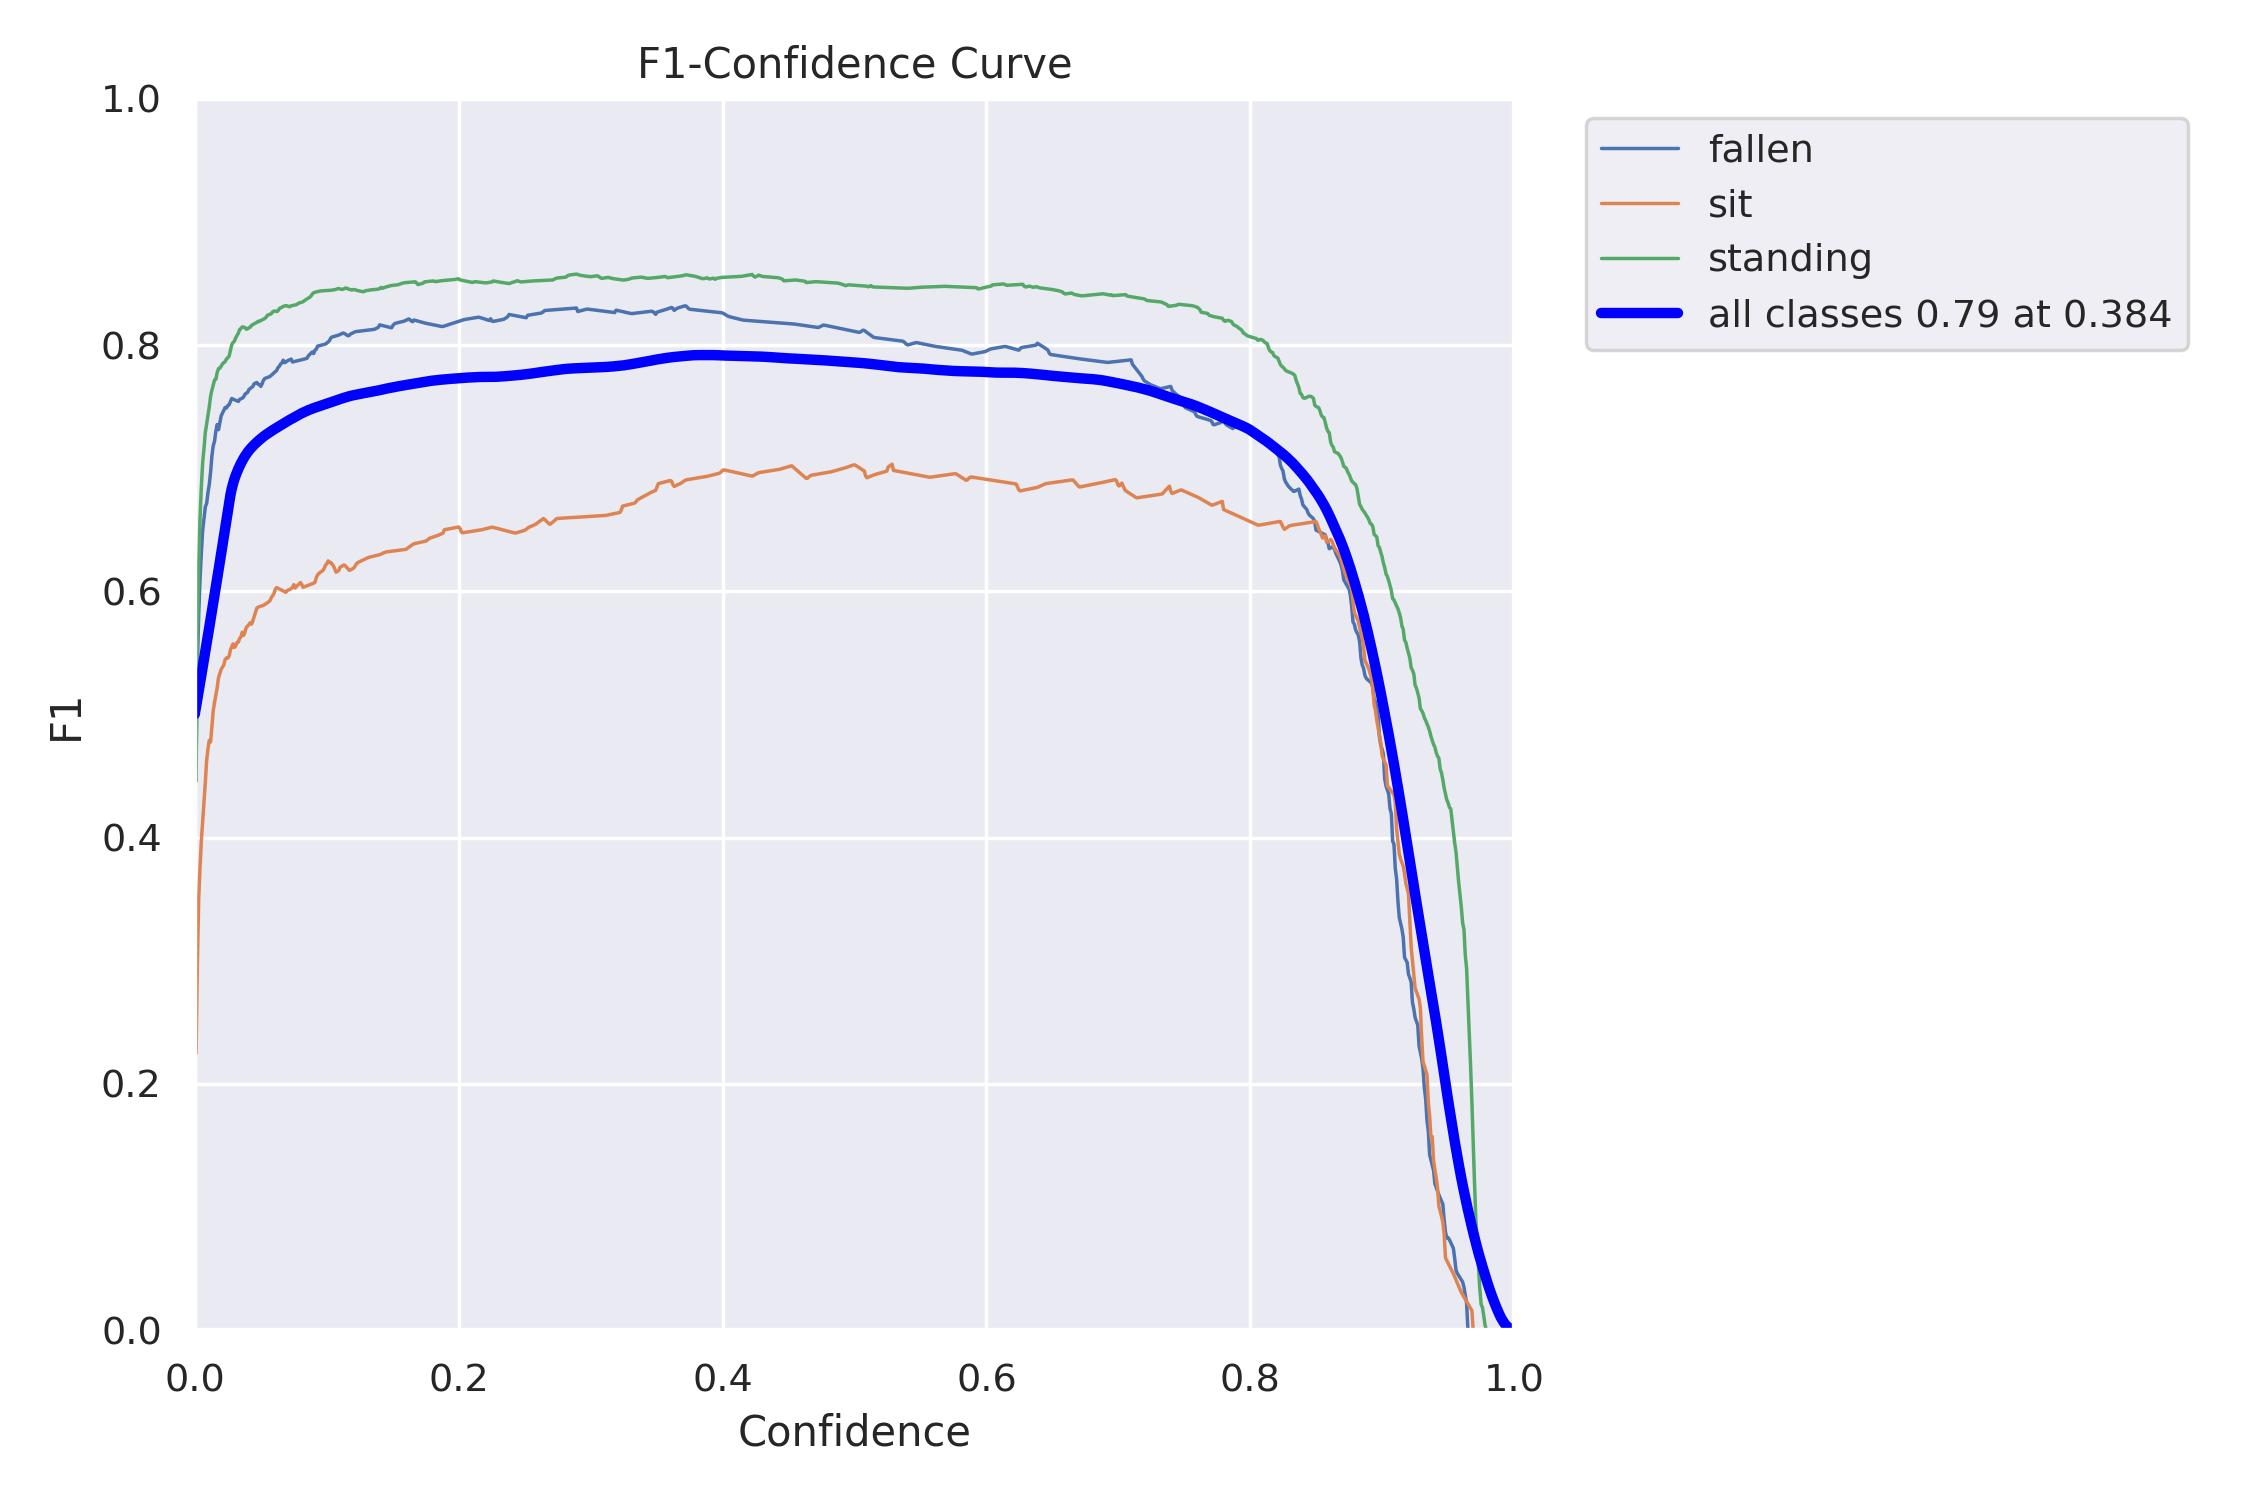 F1-Confidence Curve
1.0
0.8
0.6
0.4
0.2
0.0
F1
0.0 0.2 0.4 0.6 0.8 1.0
Confidence
fallen
sit
standing
all classes 0.79 at 0.384